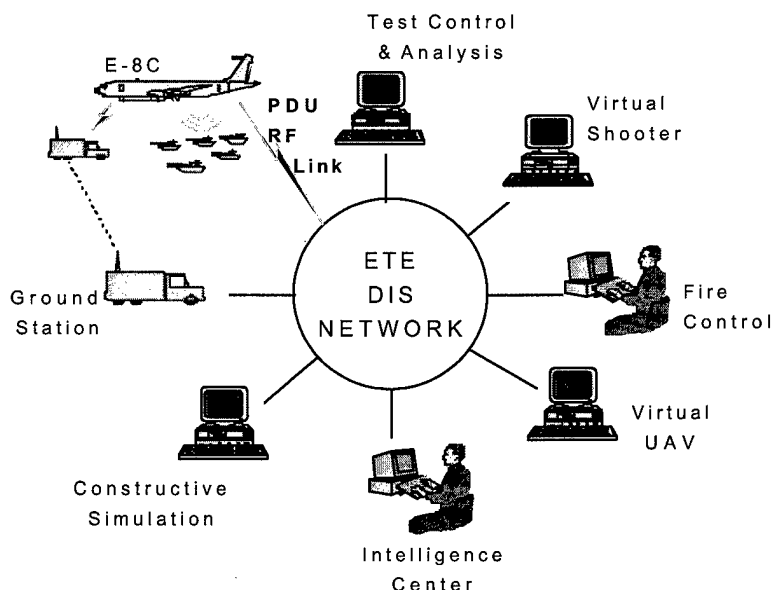 Test Control
& Analysis
E-8C
PDU
RF
Link
Virtual
Shooter
ETE
DIS
NETWORK
Ground
Station
Fire
Control
Virtual
UAV
Constructive
Simulation
Intelligence
Center